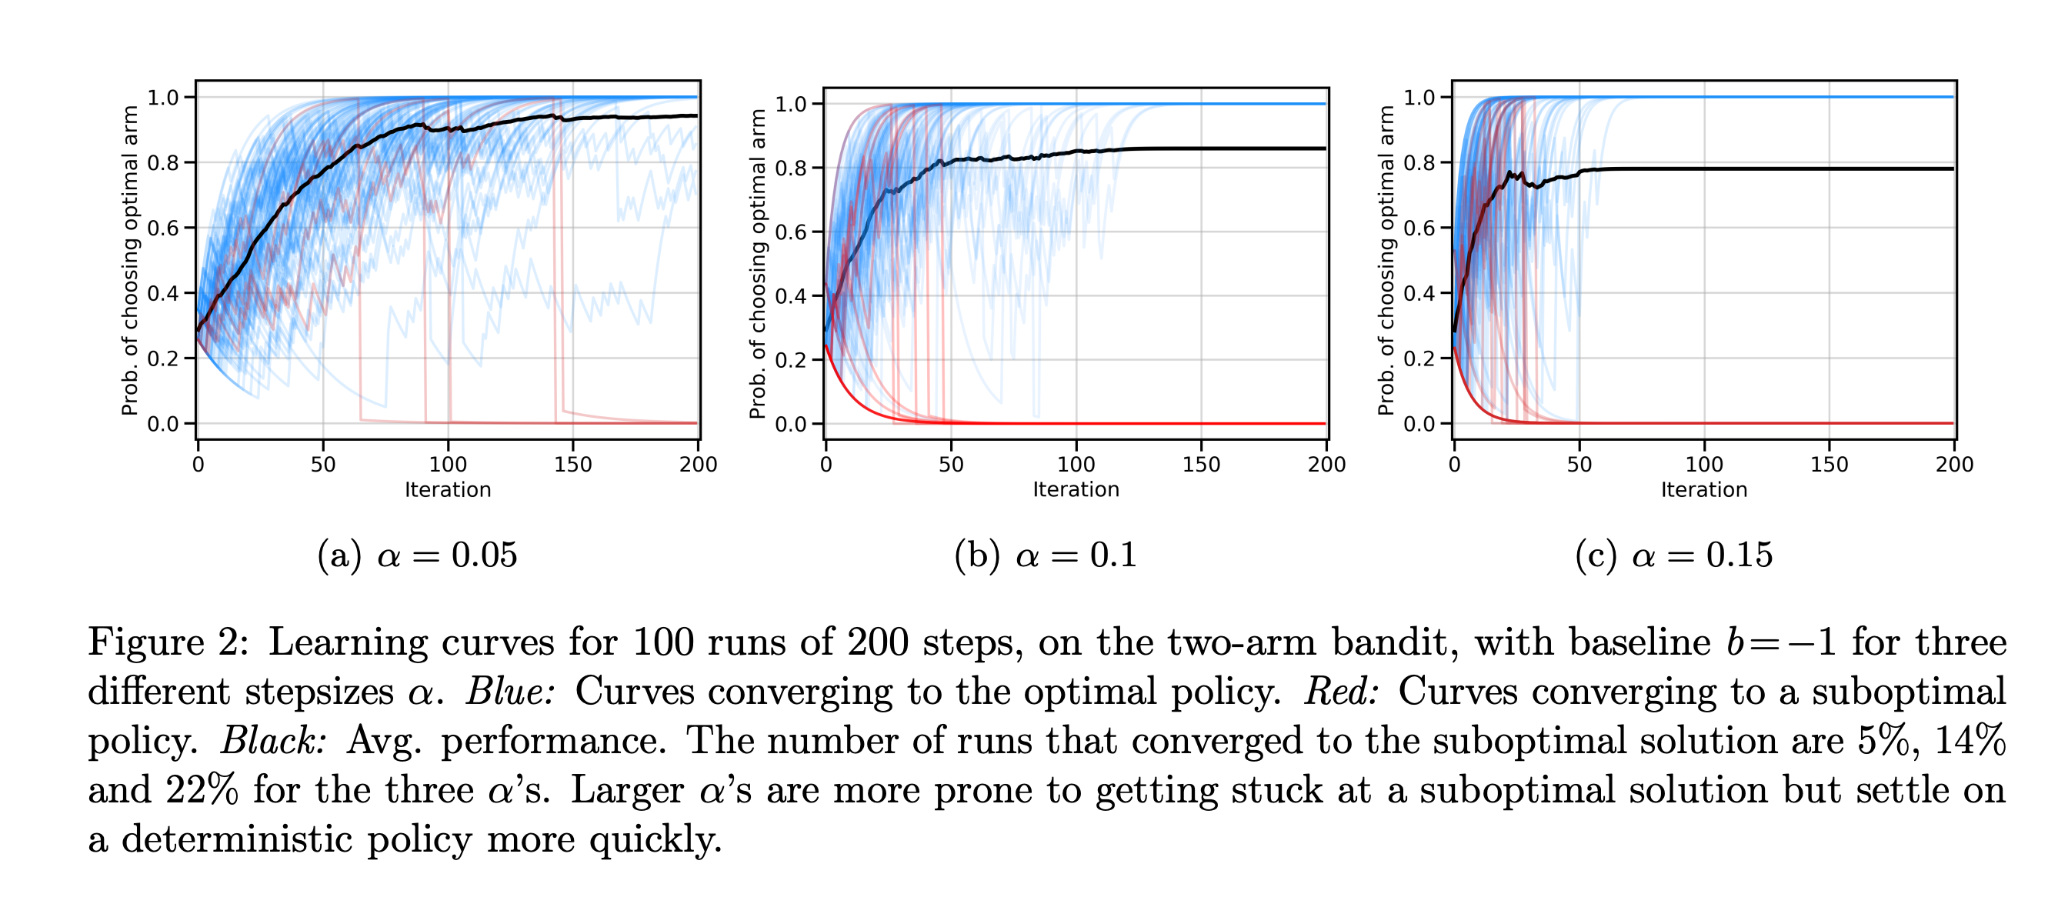 Prob. of choosing optimal arm
1.0
0.8
0.6
0.4
0.2
0.0
0 50 100 150 200
Iteration
(a) α = 0.05
Prob. of choosing optimal arm
1.0
0.8
0.6
0.4
0.2
0.0
0 50 100 150 200
Iteration
(b) α = 0.1
Prob. of choosing optimal arm
1.0
0.8
0.6
0.4
0.2
0.0
0 50 100 150 200
Iteration
(c) α = 0.15
Figure 2: Learning curves for 100 runs of 200 steps, on the two-arm bandit, with baseline b=−1 for three
different stepsizes α. Blue: Curves converging to the optimal policy. Red: Curves converging to a suboptimal
policy. Black: Avg. performance. The number of runs that converged to the suboptimal solution are 5%, 14%
and 22% for the three α's. Larger α's are more prone to getting stuck at a suboptimal solution but settle on
a deterministic policy more quickly.